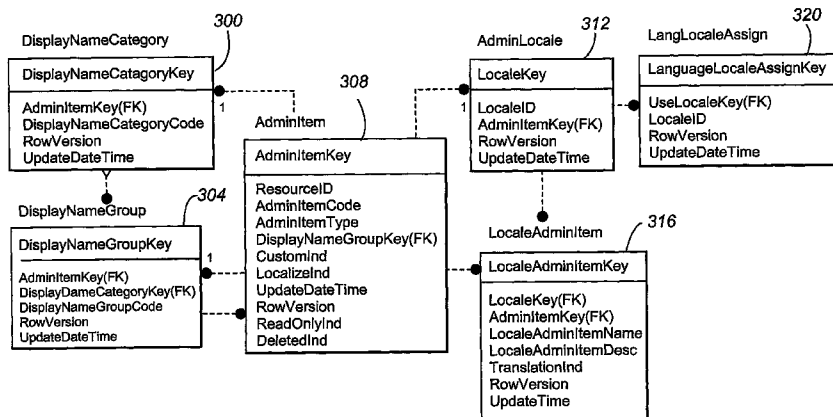 DisplayNameCategory
300
DisplayNameCatagoryKey
AdminItemKey(FK)
DisplayNameCategoryCode
RowVersion
UpdateDateTime
1
DisplayNameGroup
304
DisplayNameGroupKey
AdminItemKey(FK)
DisplayDameCategoryKey(FK)
DisplayNameGroupCode
RowVersion
UpdateDateTime
1
AdminItem
308
AdminItemKey
ResourceID
AdminItemCode
AdminItemType
DisplayNameGroupKey(FK)
CustomInd
LocalizeInd
UpdateDateTime
RowVersion
ReadOnlyInd
DeletedInd
AdminLocale
312
LocaleKey
1
LocaleID
AdminItemKey(FK)
RowVersion
UpdateDateTime
LangLocaleAssign
320
LanguageLocaleAssignKey
UseLocaleKey(FK)
LocaleID
RowVersion
UpdateDateTime
LocaleAdminItem
316
LocaleAdminItemKey
LocaleKey(FK)
AdminItemKey(FK)
LocaleAdminItemName
LocaleAdminItemDesc
TranslationInd
RowVersion
UpdateTime